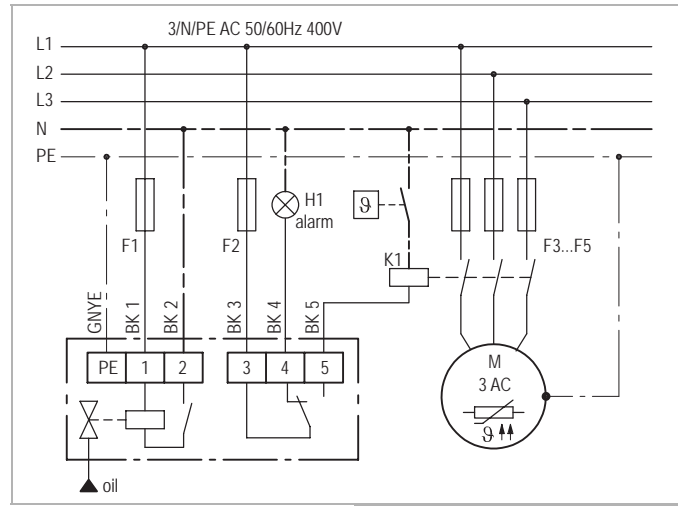 3/N/PE AC 50/60Hz 400V
L1
L2
L3
N
PE
H1
alarm
ϑ
F1
F2
F3...F5
K1
GNYE
BK 1
BK 2
BK 3
BK 4
BK 5
PE 1 2 3 4 5
M
3 AC
ϑ
oil